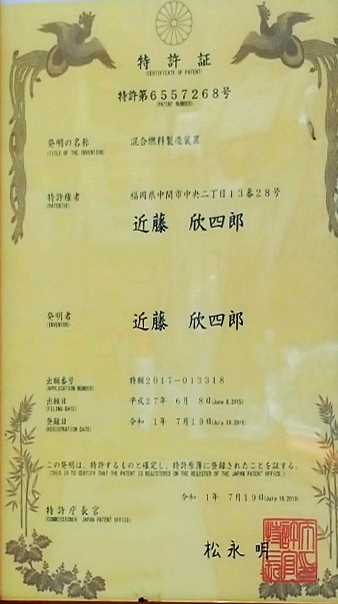 特許証
(CERTIFICATE OF PATENT)
特許第6557268号
(PATENT NUMBER)
発明の名称 混合燃料製造装置
(TITLE OF THE INVENTION)
特許権者 福岡県中間市中央二丁目13番28号
(PATENTEE)
近藤 欣四郎
発明者 近藤 欣四郎
(INVENTOR)
出願番号 特願2017-013318
(APPLICATION NUMBER)
出願日 平成27年 6月 8日(June 8,2015)
(FILING DATE)
登録日 令和 1年 7月19日(July 19,2019)
(REGISTRATION DATE)
この発明は、特許するものと確定し、特許原簿に登録されたことを証する。
(THIS IS TO CERTIFY THAT THE PATENT IS REGISTERED ON THE REGISTER OF THE JAPAN PATENT OFFICE.)
令和 1年 7月19日(July 19,2019)
特許庁長官
(COMMISSIONER, JAPAN PATENT OFFICE)
松永 明